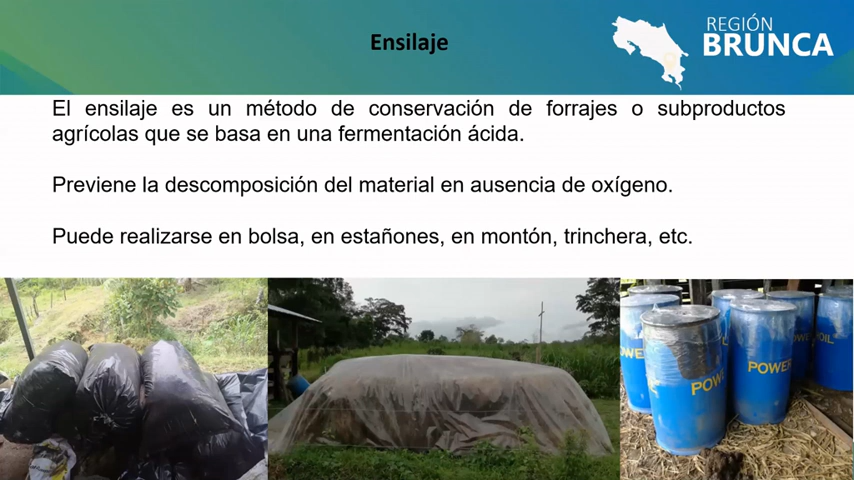 Ensilaje
REGIÓN
BRUNCA
El ensilaje es un método de conservación de forrajes o subproductos
agrícolas que se basa en una fermentación ácida.
Previene la descomposición del material en ausencia de oxígeno.
Puede realizarse en bolsa, en estañones, en montón, trinchera, etc.
POWER